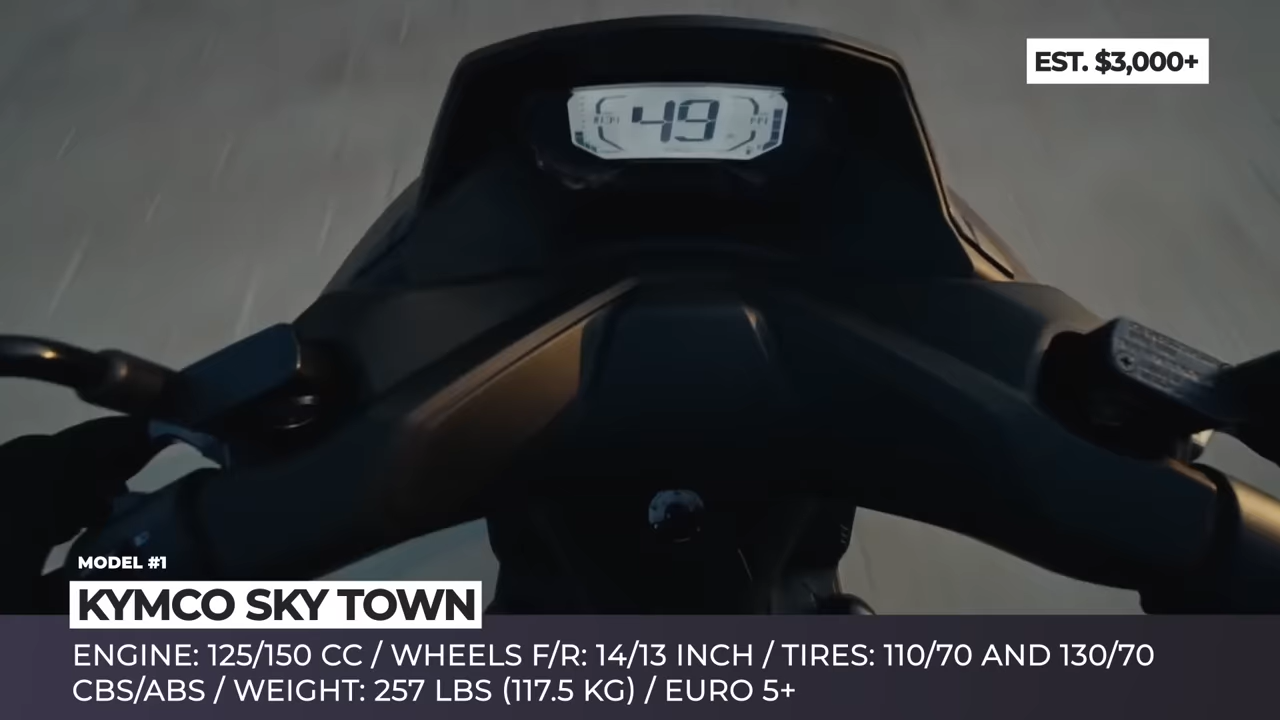 EST. $3,000+
49
MODEL #1
KYMCO SKY TOWN
ENGINE: 125/150 CC / WHEELS F/R: 14/13 INCH / TIRES: 110/70 AND 130/70
CBS/ABS / WEIGHT: 257 LBS (117.5 KG) / EURO 5+